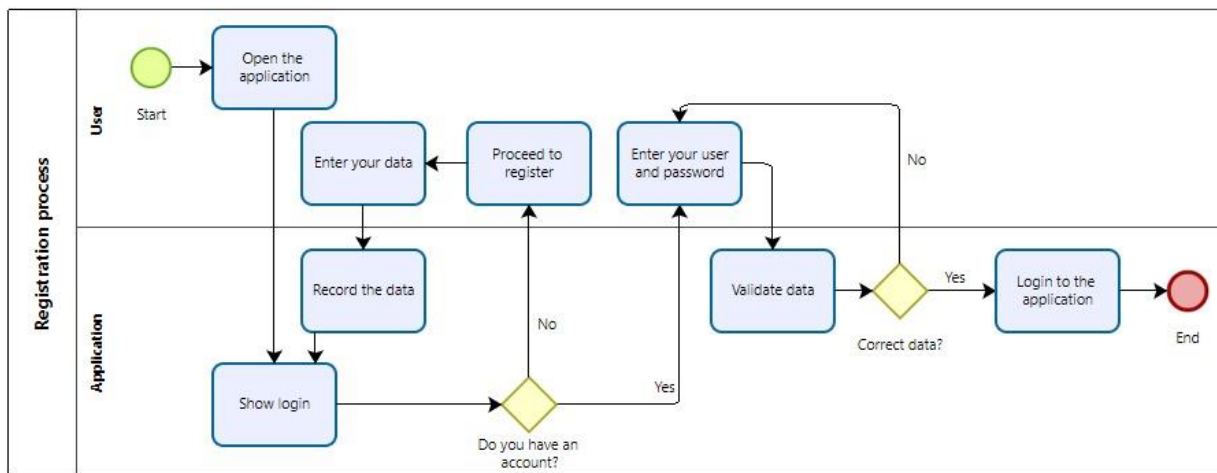 Registration process
User
Start
Open the
application
Enter your data
Proceed to
register
Enter your user
and password
No
Application
Record the data
Show login
No
Do you have an
account?
Yes
Validate data
Correct data?
Yes
Login to the
application
End